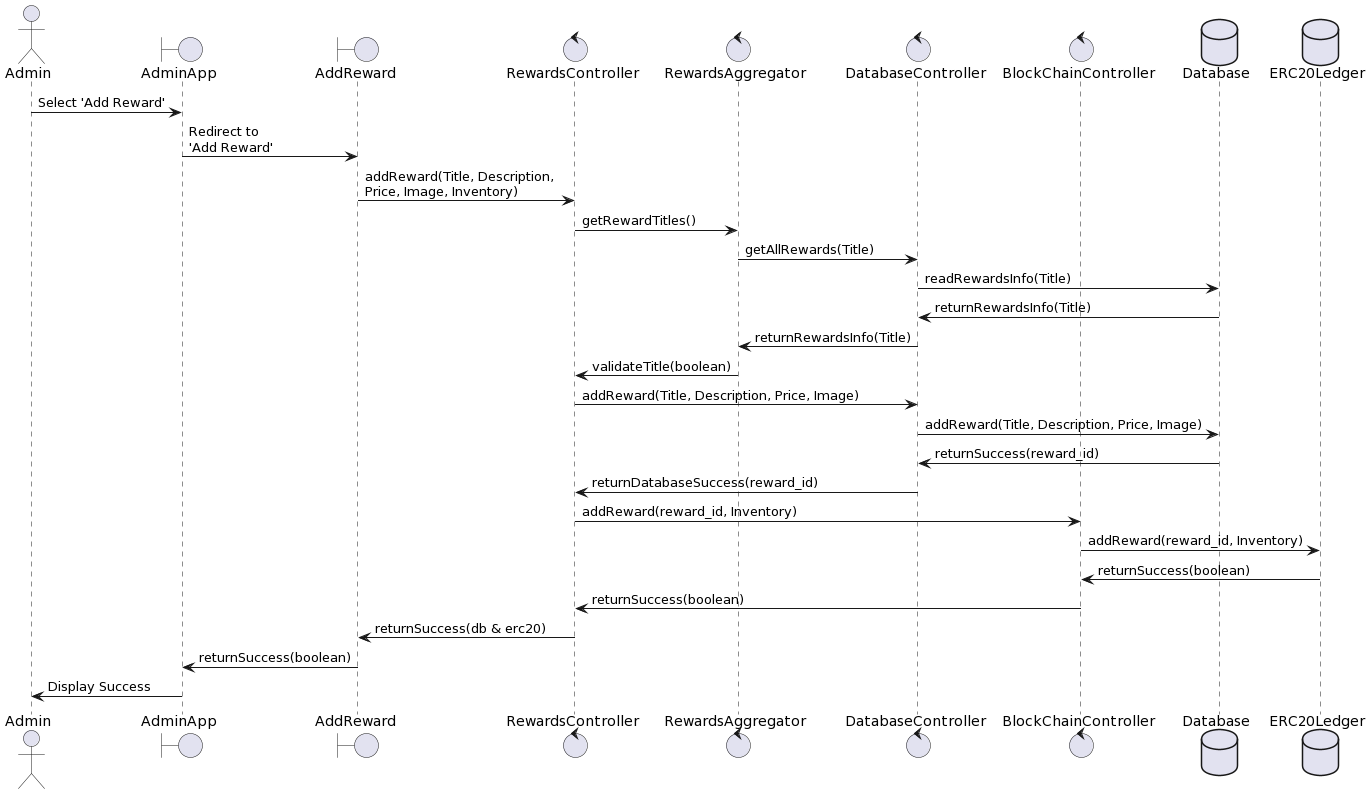 Admin
AdminApp
AddReward
RewardsController
RewardsAggregator
DatabaseController
BlockChainController
Database
ERC20Ledger
Select 'Add Reward'
Redirect to
'Add Reward'
addReward(Title, Description,
Price, Image, Inventory)
getRewardTitles()
getAllRewards(Title)
readRewardsInfo(Title)
returnRewardsInfo(Title)
returnRewardsInfo(Title)
validateTitle(boolean)
addReward(Title, Description, Price, Image)
addReward(Title, Description, Price, Image)
returnSuccess(reward_id)
returnDatabaseSuccess(reward_id)
addReward(reward_id, Inventory)
addReward(reward_id, Inventory)
returnSuccess(boolean)
returnSuccess(boolean)
returnSuccess(db & erc20)
returnSuccess(boolean)
Display Success
Admin
AdminApp
AddReward
RewardsController
RewardsAggregator
DatabaseController
BlockChainController
Database
ERC20Ledger